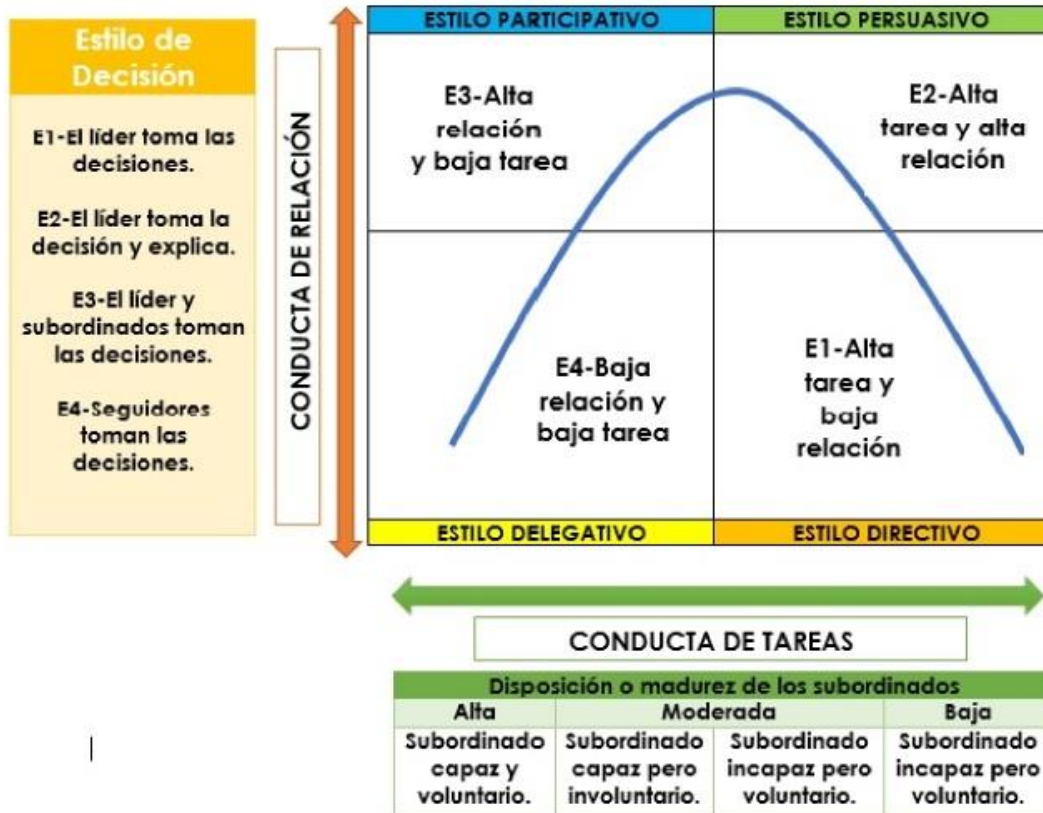 Estilo de
Decisión
E1-El líder toma las
decisiones.
E2-El líder toma la
decisión y explica.
E3-El líder y
subordinados toman
las decisiones.
E4-Seguidores
toman las
decisiones.
CONDUCTA DE RELACIÓN
ESTILO PARTICIPATIVO
ESTILO PERSUASIVO
E3-Alta
relación
y baja tarea
E2-Alta
tarea y alta
relación
E4-Baja
relación y
baja tarea
E1-Alta
tarea y
baja
relación
ESTILO DELEGATIVO
ESTILO DIRECTIVO
CONDUCTA DE TAREAS
Disposición o madurez de los subordinados
Alta
Moderada
Baja
Subordinado
capaz y
voluntario.
Subordinado
capaz pero
involuntario.
Subordinado
incapaz pero
voluntario.
Subordinado
incapaz pero
voluntario.